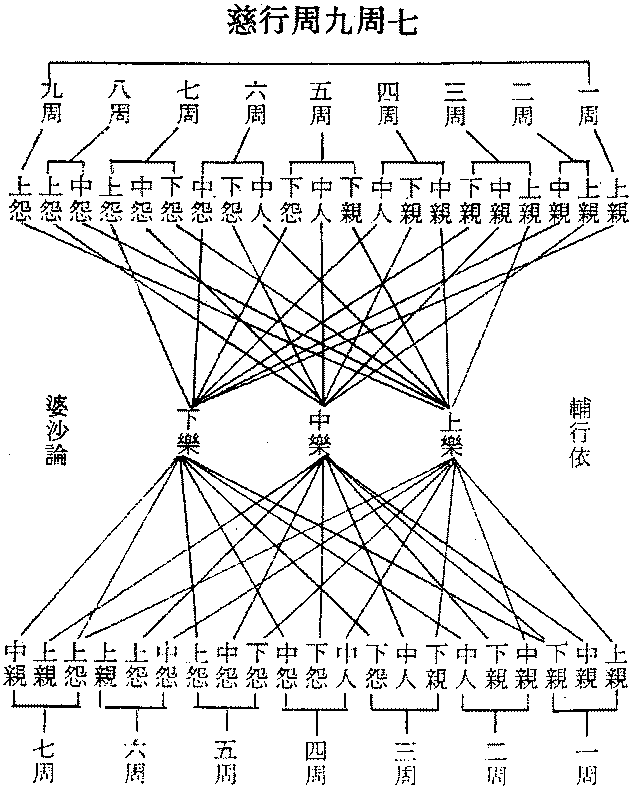 七周九周行慈
一周
二周
三周
四周
五周
六周
七周
八周
九周
上親
上親
中親
上親
中親
下親
中親
下親
中人
下親
中人
下怨
中人
下怨
中怨
下怨
中怨
上怨
中怨
上怨
上怨
輔行依
上樂
中樂
下樂
婆沙論
上親
中親
下親
中親
下親
中人
下親
中人
下怨
中人
下怨
中怨
下怨
中怨
上怨
中怨
上怨
上親
上怨
上親
中親
一周
二周
三周
四周
五周
六周
七周